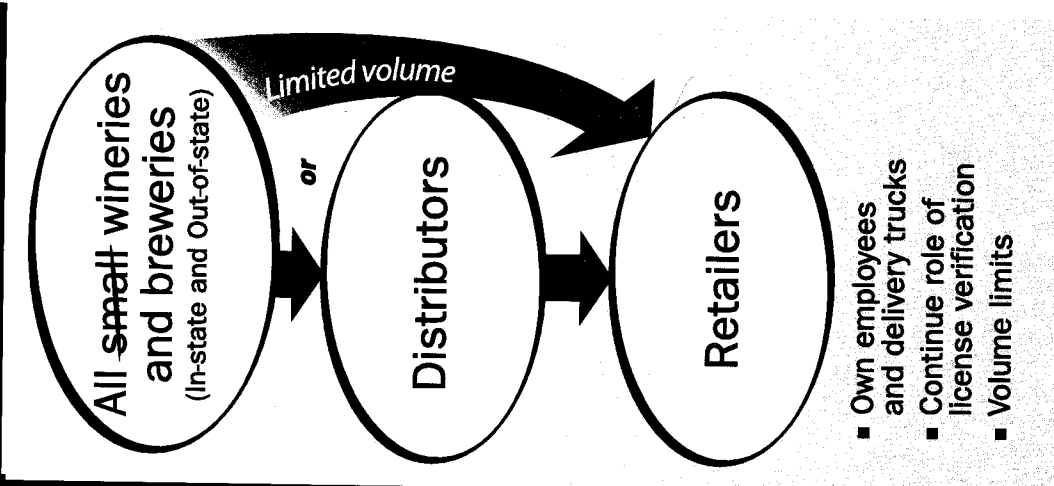 All small wineries
and breweries
(In-state and Out-of-state)
Limited volume
or
Distributors
Retailers
▪ Own employees
and delivery trucks
▪ Continue role of
license verification
▪ Volume limits